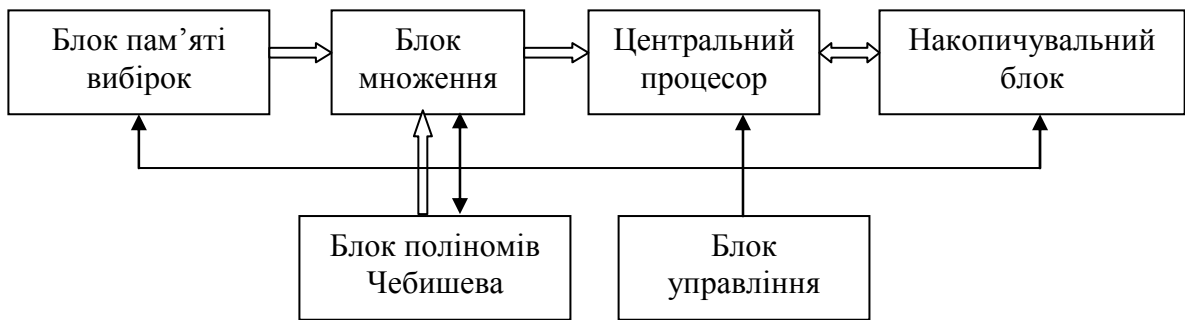 Блок пам’яті
вибірок
Блок
множення
Центральний
процесор
Накопичувальний
блок
Блок поліномів
Чебишева
Блок
управління